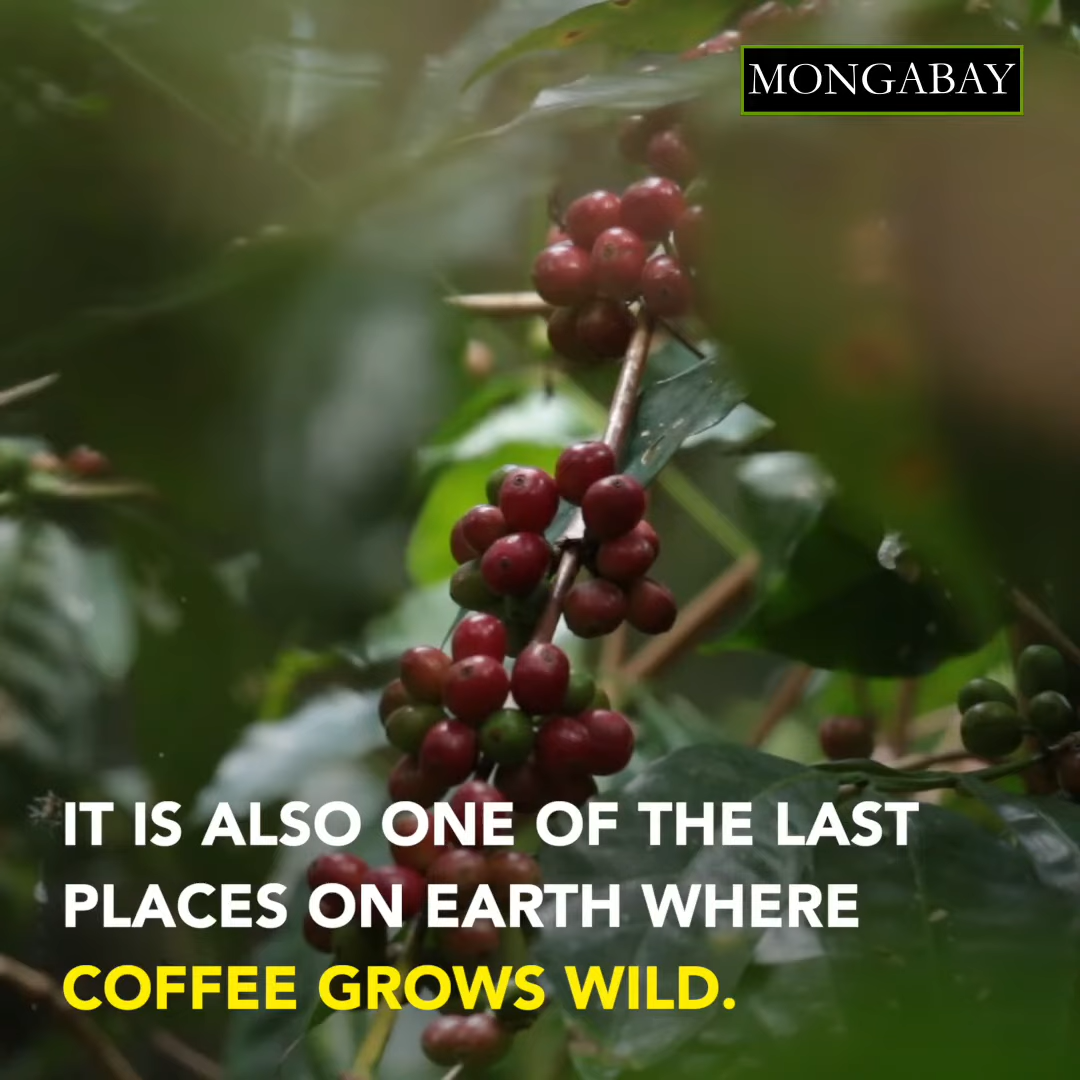 MONGABAY
IT IS ALSO ONE OF THE LAST
PLACES ON EARTH WHERE
COFFEE GROWS WILD.